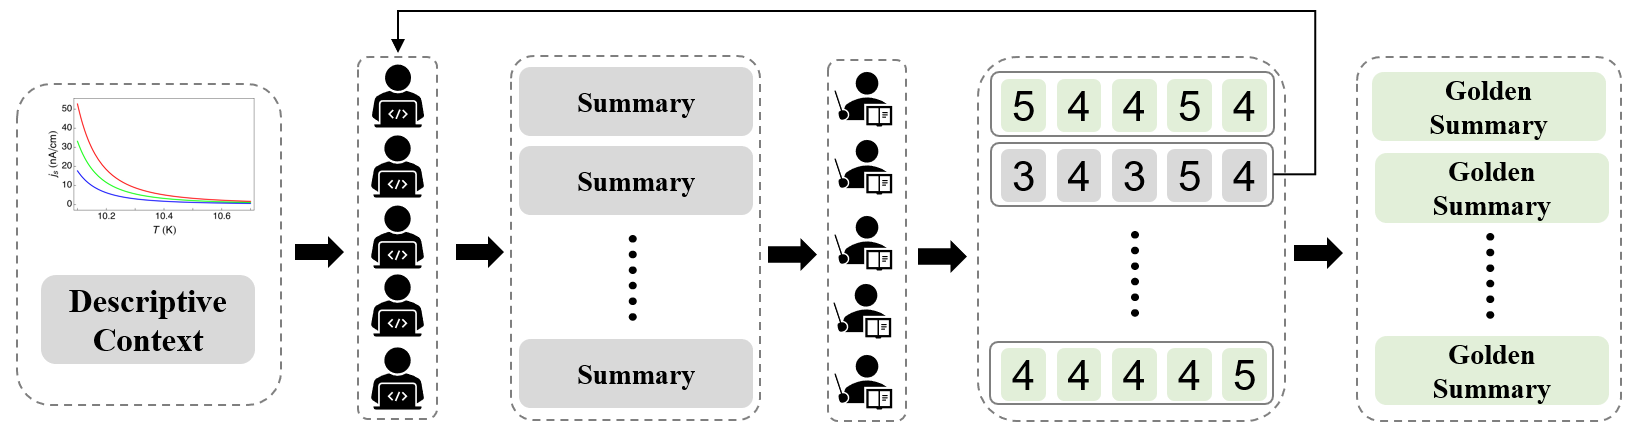 50
40
30
20
10
0
js (nA/cm)
10.2 10.4 10.6
T (K)
Descriptive
Context
</>
</>
</>
</>
</>
Summary
Summary
Summary
5 4 4 5 4
3 4 3 5 4
4 4 4 4 5
Golden
Summary
Golden
Summary
Golden
Summary